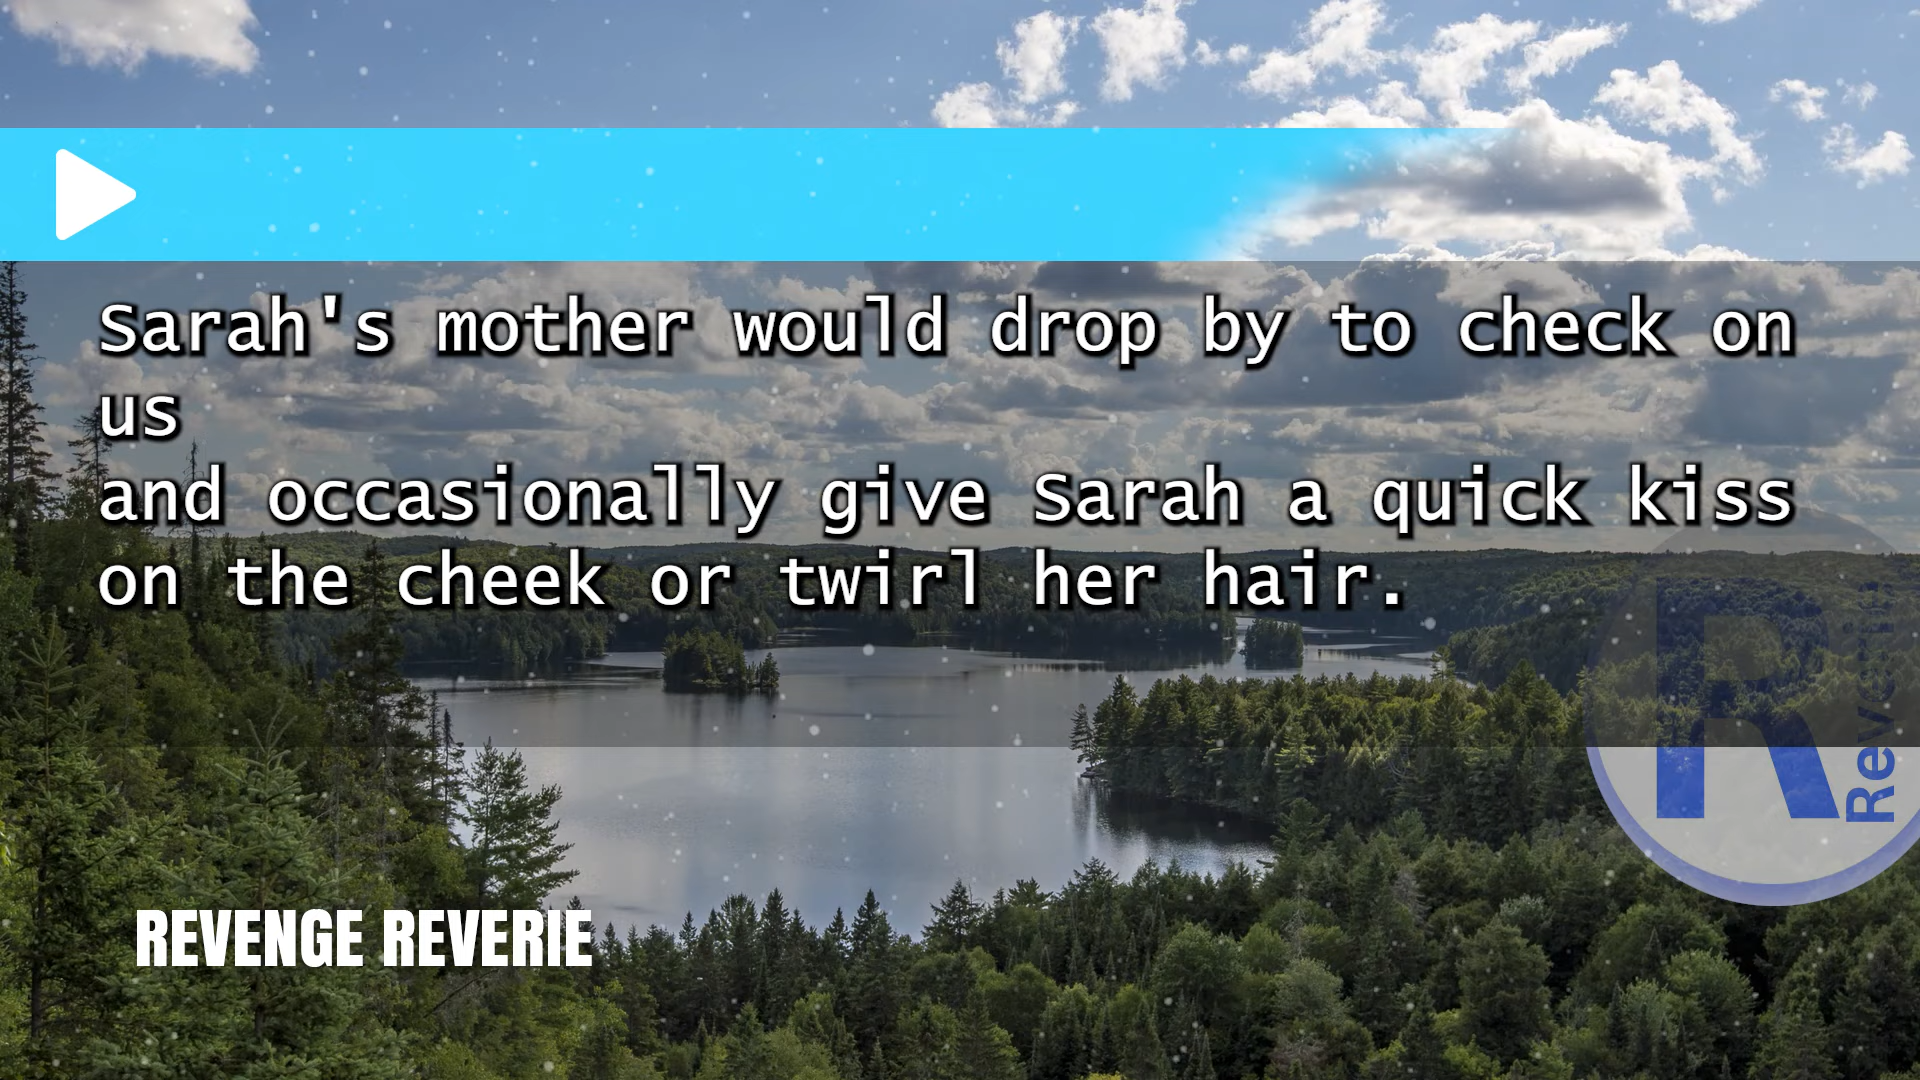 Sarah's mother would drop by to check on
us
and occasionally give Sarah a quick kiss
on the cheek or twirl her hair.
R
Reverie
REVENGE REVERIE